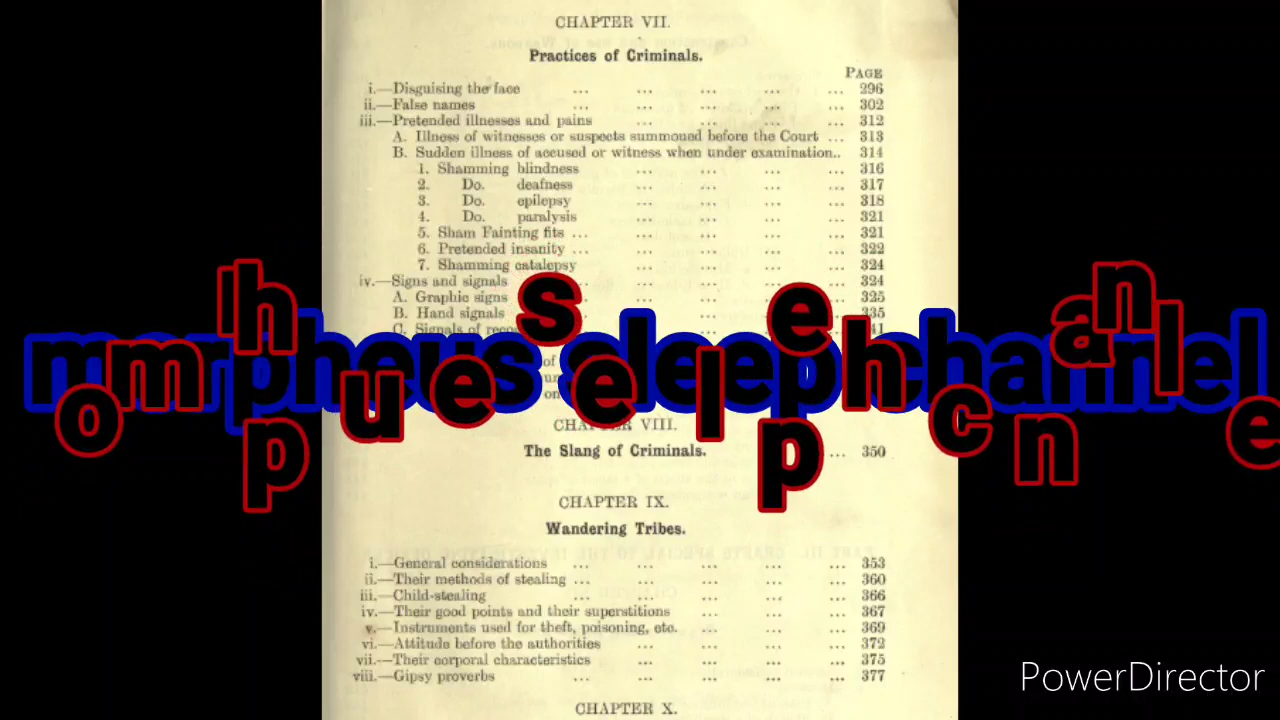 CHAPTER VII.
Practices of Criminals.
PAGE
i.—Disguising the face ... ... ... ... ... 296
ii.—False names ... ... ... ... ... 302
iii.—Pretended illnesses and pains ... ... ... ... 312
A. Illness of witnesses or suspects summoned before the Court ... 313
B. Sudden illness of accused or witness when under examination.. 314
1. Shamming blindness ... ... ... ... 316
2. Do. deafness ... ... ... ... 317
3. Do. epilepsy ... ... ... ... 318
4. Do. paralysis ... ... ... ... 321
5. Sham Fainting fits ... ... ... ... ... 321
6. Pretended insanity ... ... ... ... ... 322
7. Shamming catalepsy ... ... ... ... 324
iv.—Signs and signals ... ... ... ... 324
A. Graphic signs ... ... ... 325
B. Hand signals
C. Signals of
morpheus sleep channel
morpheus sleep channel
of
on
CHAPTER VIII.
The Slang of Criminals. ... 350
CHAPTER IX.
Wandering Tribes.
i.—General considerations ... ... ... ... ... 353
ii.—Their methods of stealing ... ... ... ... ... 360
iii.—Child-stealing ... ... ... ... ... 366
iv.—Their good points and their superstitions ... ... ... 367
v.—Instruments used for theft, poisoning, etc. ... ... ... 369
vi.—Attitude before the authorities ... ... ... ... 372
vii.—Their corporal characteristics ... ... ... ... 375
viii.—Gipsy proverbs ... ... ... ... ... 377
CHAPTER X.
PowerDirector